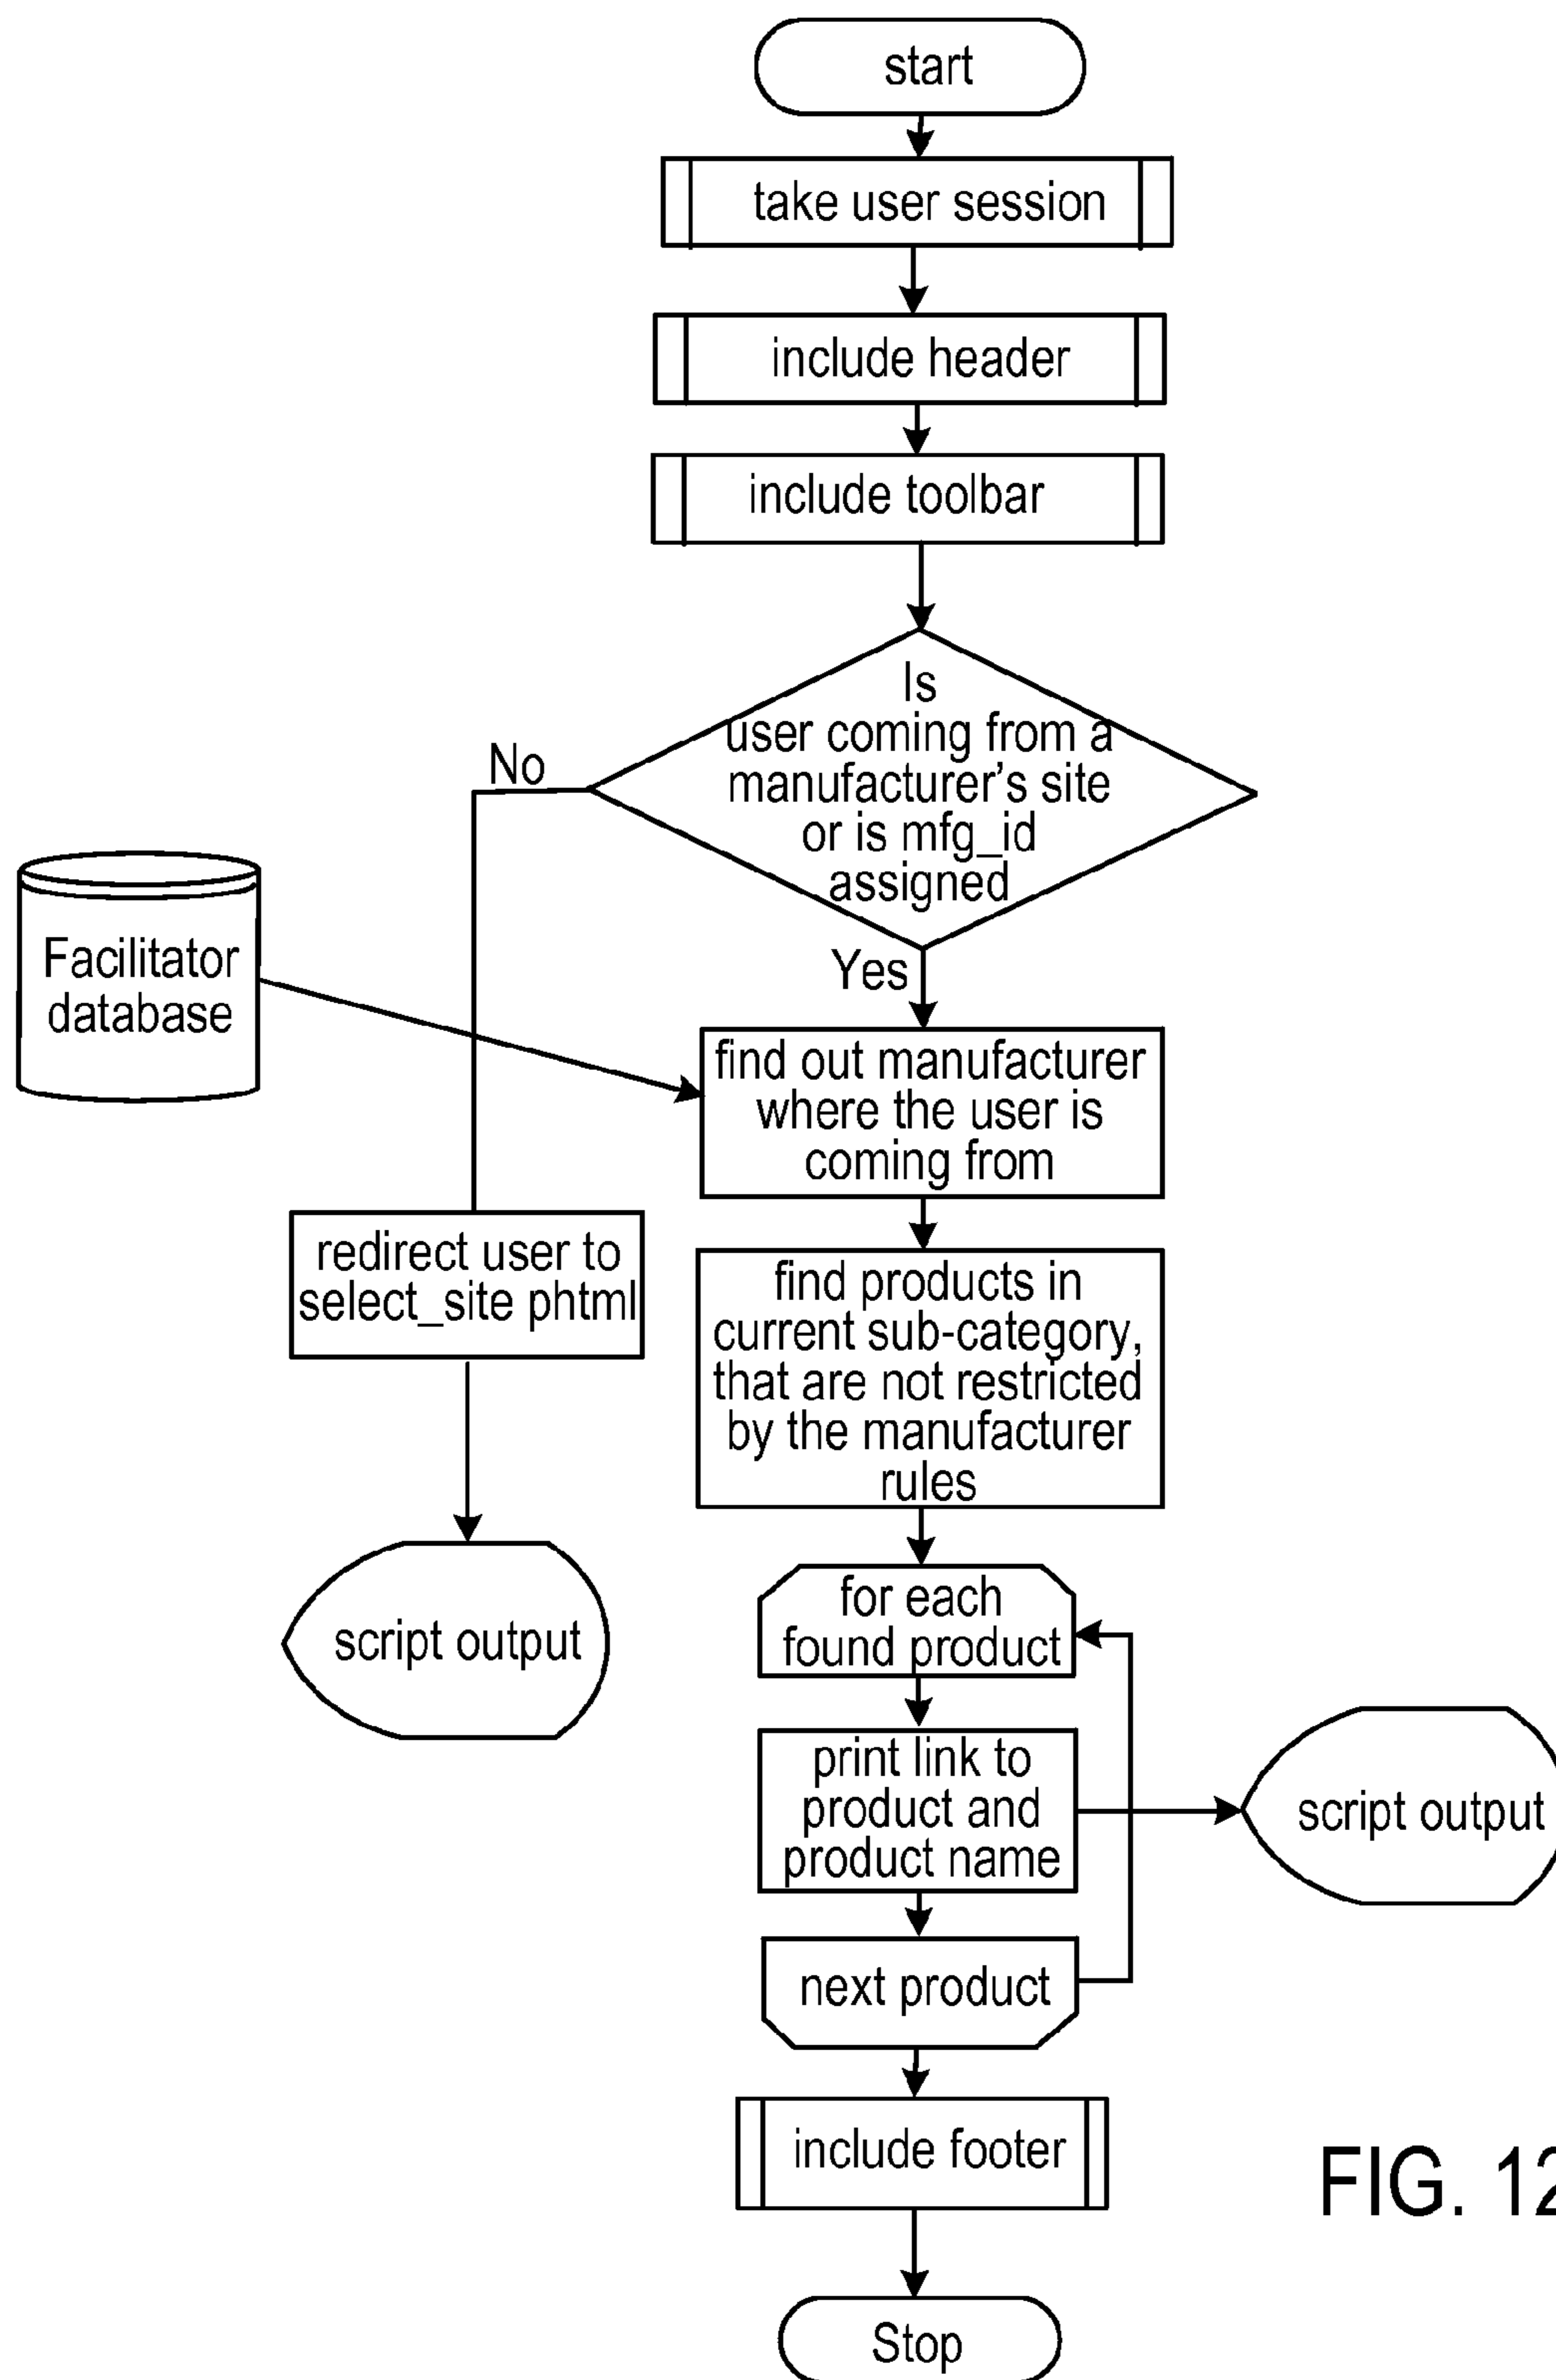 start
take user session
include header
include toolbar
Is
user coming from a
manufacturer's site
or is mfg_id
assigned
No
Yes
Facilitator
database
find out manufacturer
where the user is
coming from
redirect user to
select_site phtml
find products in
current sub-category,
that are not restricted
by the manufacturer
rules
script output
for each
found product
print link to
product and
product name
script output
next product
include footer
FIG. 12
Stop